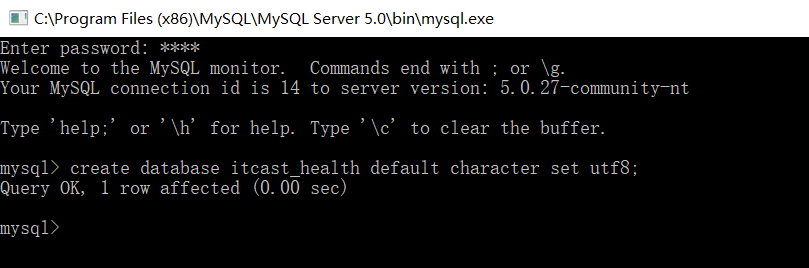 C:\Program Files (x86)\MySQL\MySQL Server 5.0\bin\mysql.exe
Enter password: ****
Welcome to the MySQL monitor.  Commands end with ; or \g.
Your MySQL connection id is 14 to server version: 5.0.27-community-nt
Type 'help;' or '\h' for help. Type '\c' to clear the buffer.
mysql> create database itcast_health default character set utf8;
Query OK, 1 row affected (0.00 sec)
mysql>